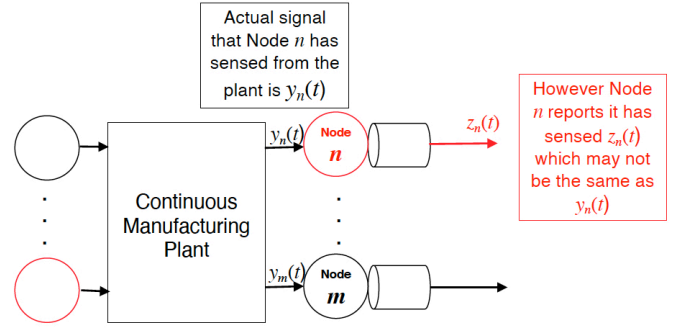 Actual signal
that Node n has
sensed from the
plant is yₙ(t)
However Node
n reports it has
sensed zₙ(t)
which may not
be the same as
yₙ(t)
yₙ(t)
Node
n
zₙ(t)
Continuous
Manufacturing
Plant
yₘ(t)
Node
m